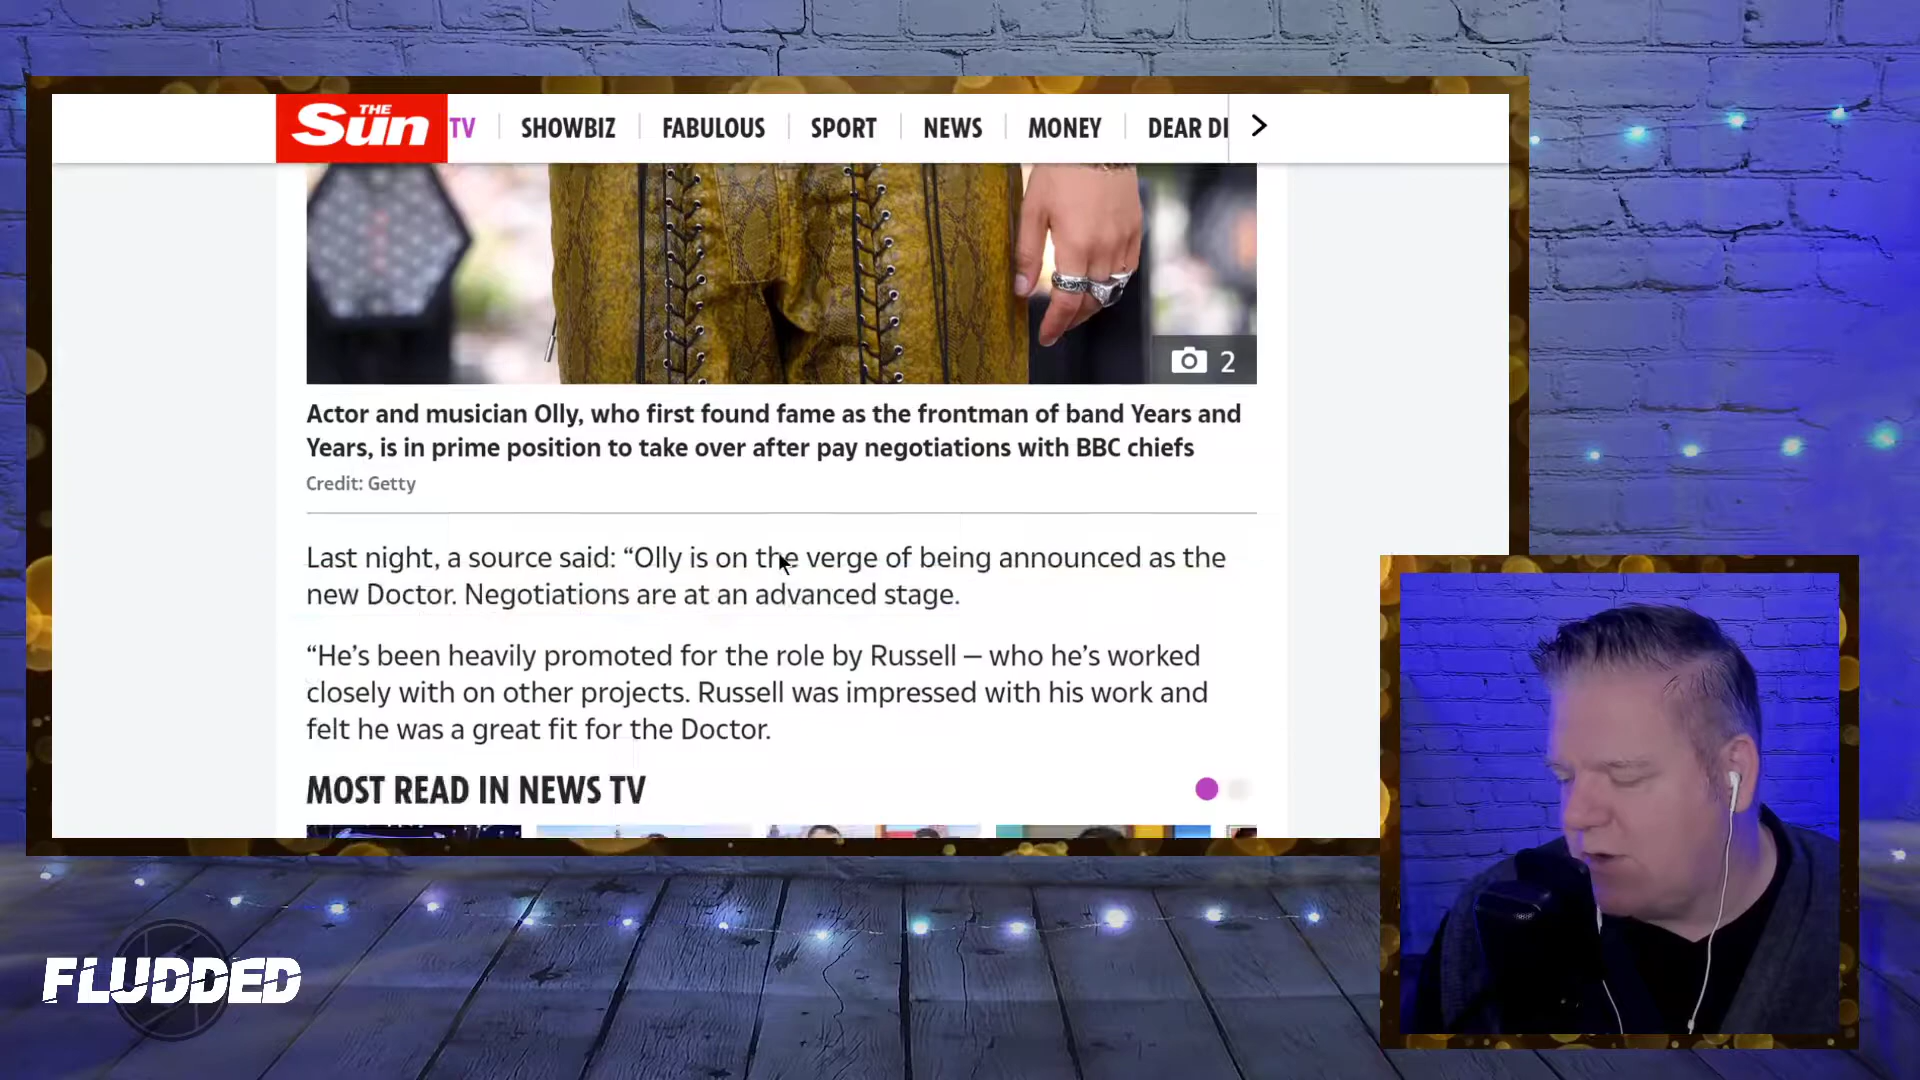 THE
Sun
TV
SHOWBIZ
FABULOUS
SPORT
NEWS
MONEY
DEAR DI
2
Actor and musician Olly, who first found fame as the frontman of band Years and
Years, is in prime position to take over after pay negotiations with BBC chiefs
Credit: Getty
Last night, a source said: “Olly is on the verge of being announced as the
new Doctor. Negotiations are at an advanced stage.
“He’s been heavily promoted for the role by Russell – who he’s worked
closely with on other projects. Russell was impressed with his work and
felt he was a great fit for the Doctor.
MOST READ IN NEWS TV
FLUDDED